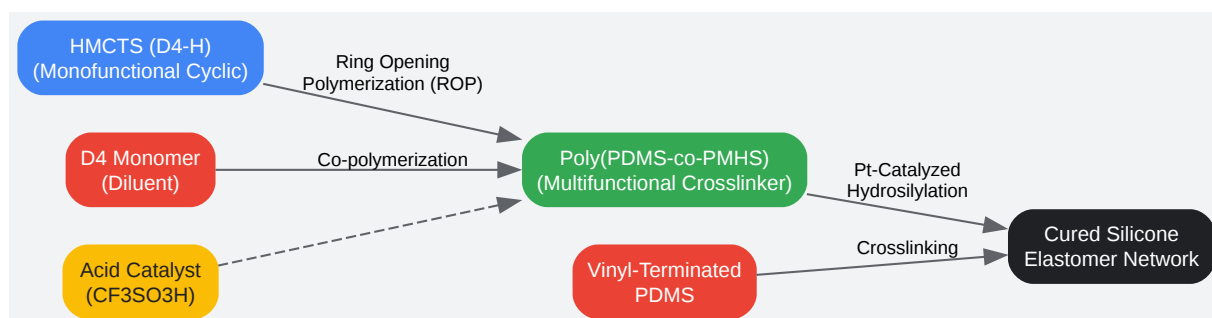 HMCTS (D4-H)
(Monofunctional Cyclic)
Ring Opening
Polymerization (ROP)
D4 Monomer
(Diluent)
Co-polymerization
Poly(PDMS-co-PMHS)
(Multifunctional Crosslinker)
Pt-Catalyzed
Hydrosilylation
Acid Catalyst
(CF3SO3H)
Vinyl-Terminated
PDMS
Crosslinking
Cured Silicone
Elastomer Network